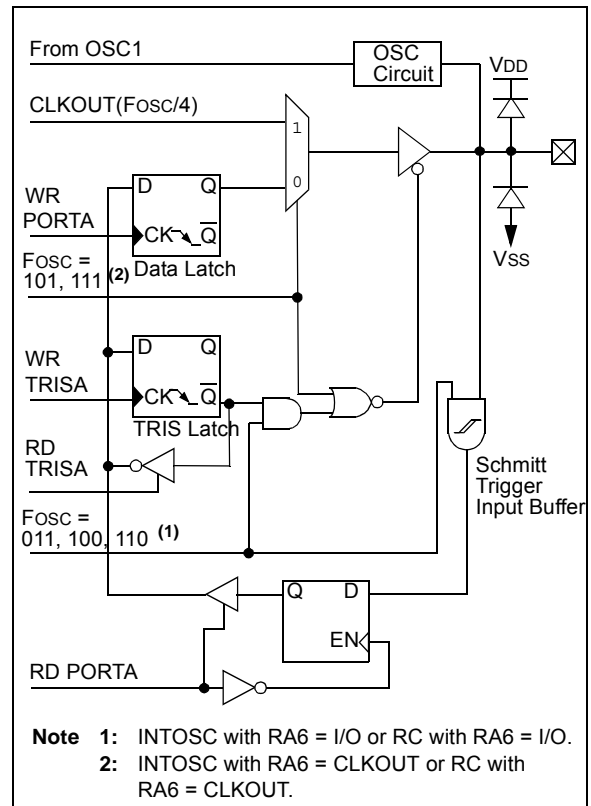 From OSC1
OSC
Circuit
VDD
CLKOUT(FOSC/4)
1
0
D Q
WR
PORTA
CK Q
Data Latch
FOSC =
101, 111 (2)
VSS
D Q
WR
TRISA
CK Q
TRIS Latch
RD
TRISA
Schmitt
Trigger
Input Buffer
FOSC =
011, 100, 110 (1)
Q D
EN
RD PORTA
Note 1: INTOSC with RA6 = I/O or RC with RA6 = I/O.
2: INTOSC with RA6 = CLKOUT or RC with
RA6 = CLKOUT.